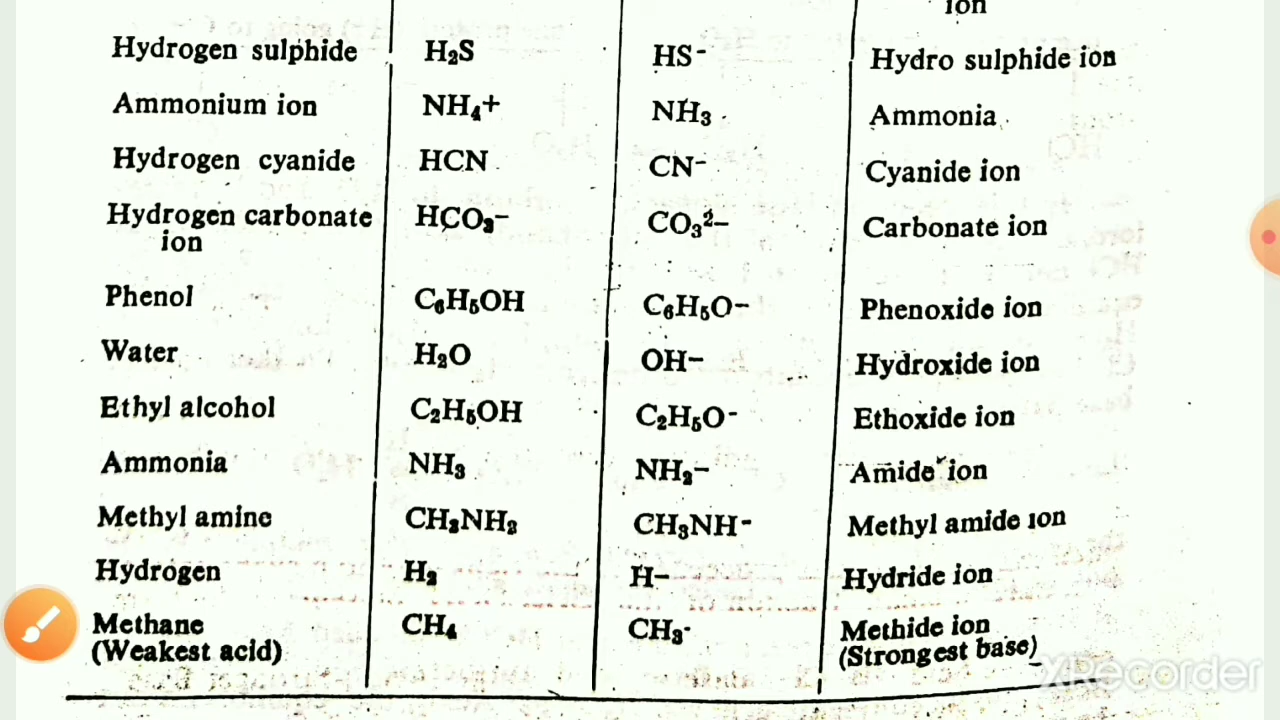 ion
Hydrogen sulphide H₂S HS⁻ Hydro sulphide ion
Ammonium ion NH₄+ NH₃ Ammonia
Hydrogen cyanide HCN CN⁻ Cyanide ion
Hydrogen carbonate HCO₃⁻ CO₃²⁻ Carbonate ion
ion
Phenol C₆H₅OH C₆H₅O⁻ Phenoxide ion
Water H₂O OH⁻ Hydroxide ion
Ethyl alcohol C₂H₅OH C₂H₅O⁻ Ethoxide ion
Ammonia NH₃ NH₂⁻ Amide ion
Methyl amine CH₃NH₂ CH₃NH⁻ Methyl amide ion
Hydrogen H₂ H⁻ Hydride ion
Methane CH₄ CH₃⁻ Methide ion
(Weakest acid) (Strongest base)
XRecorder